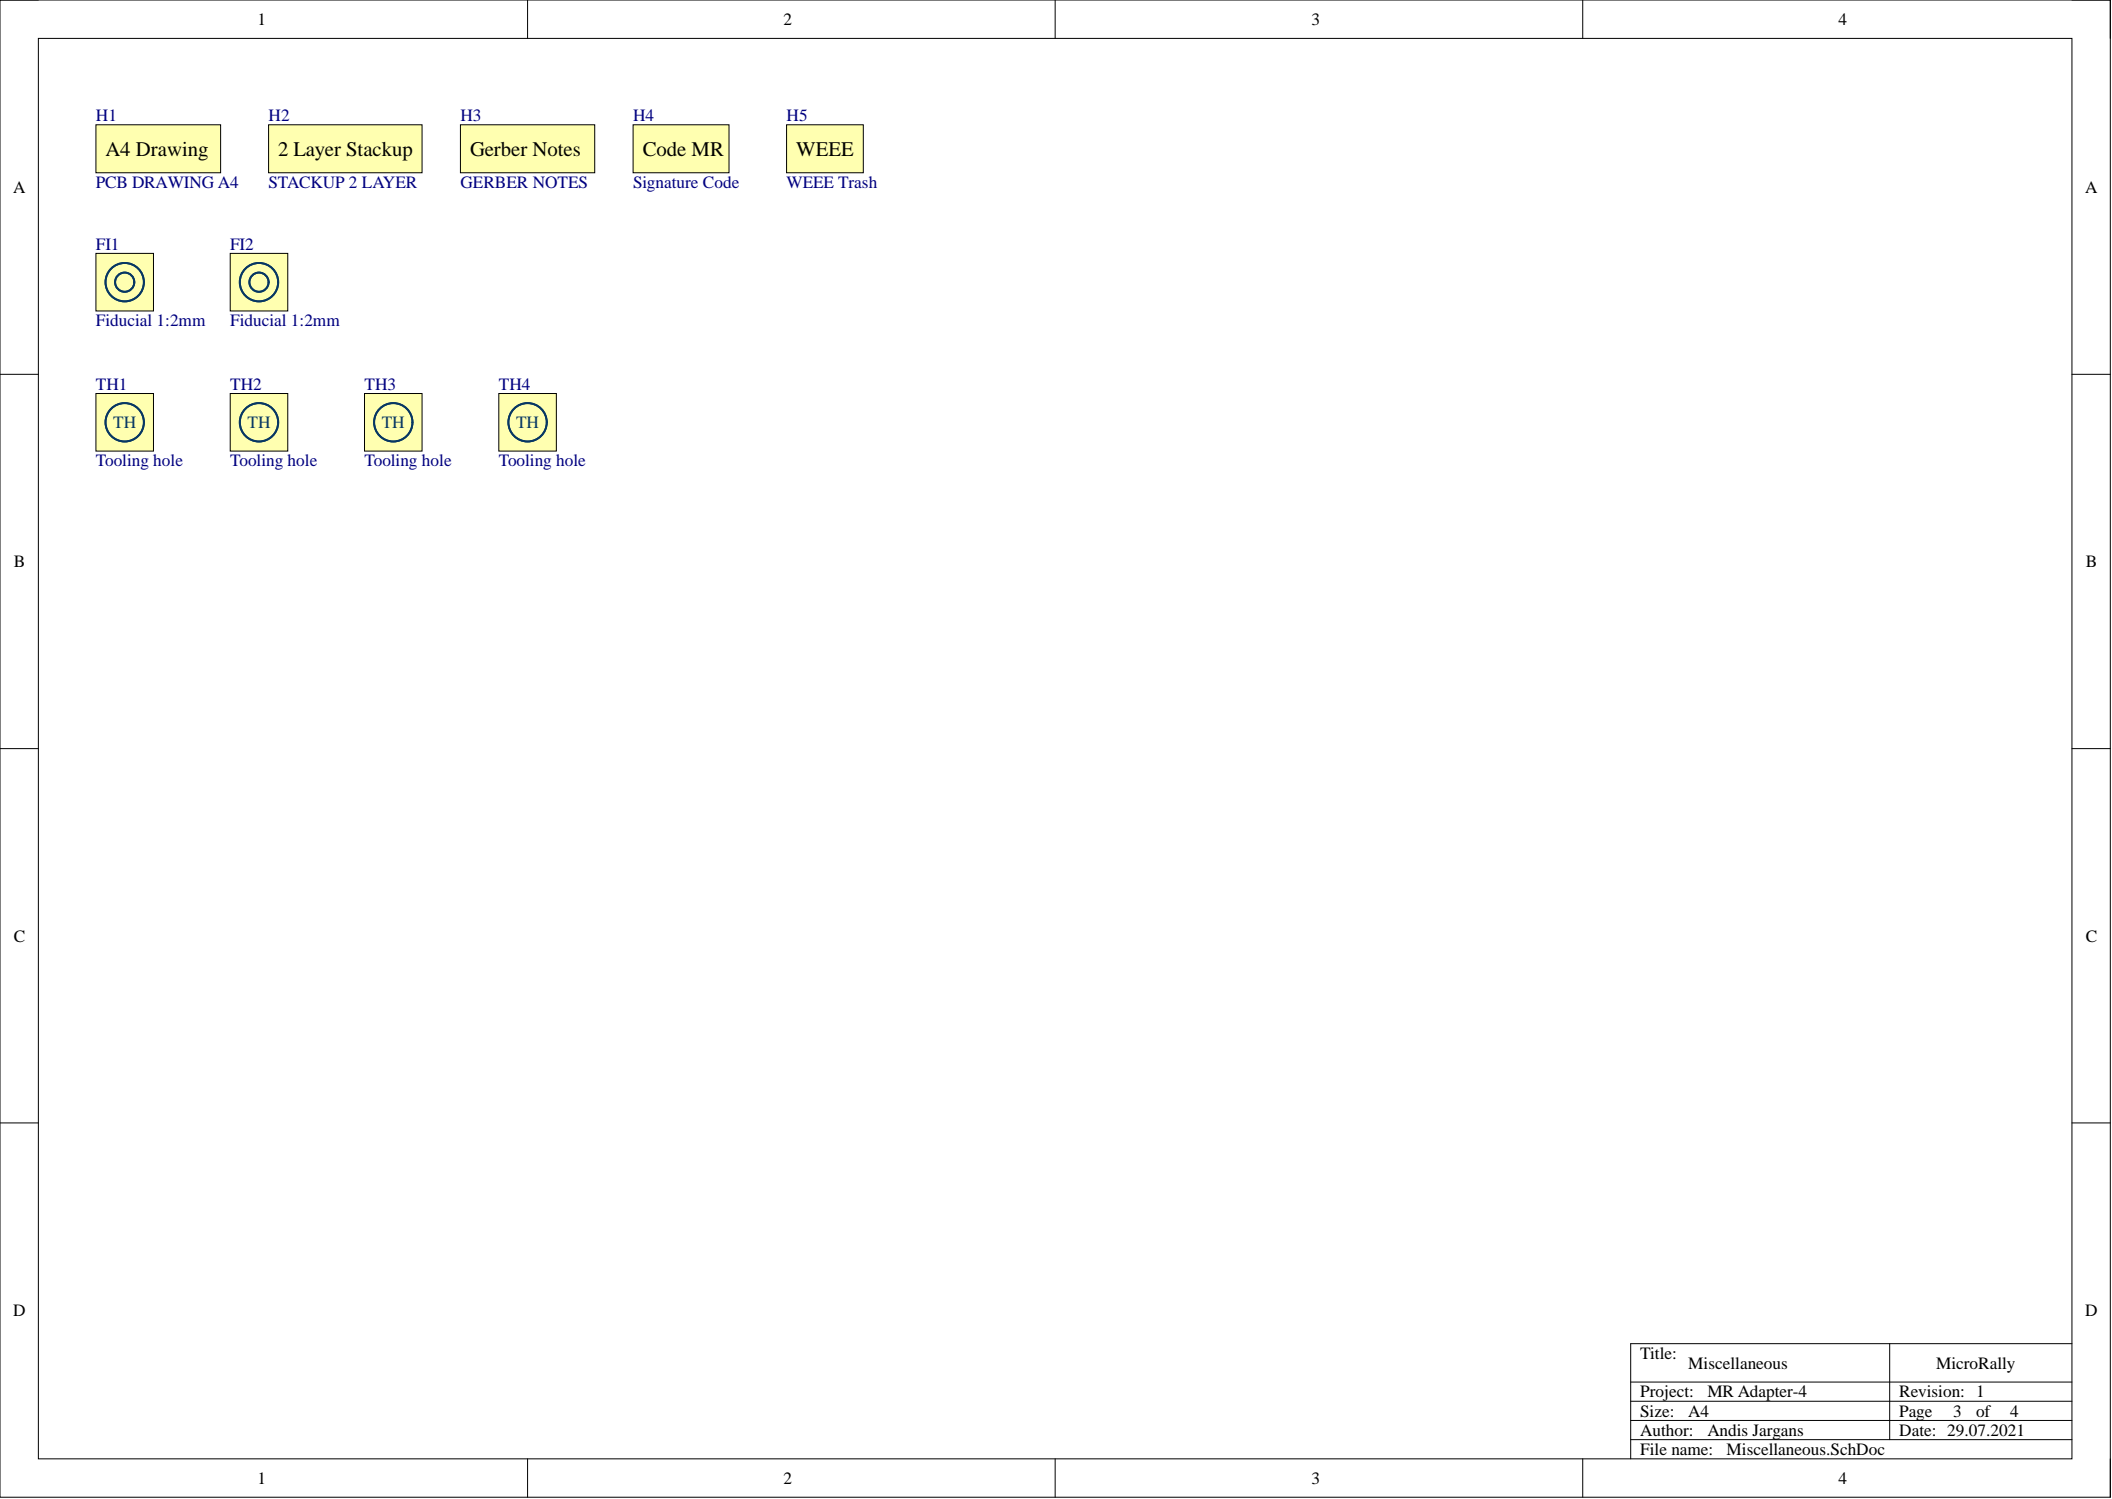 1 2 3 4
H1 H2 H3 H4 H5
A4 Drawing 2 Layer Stackup Gerber Notes Code MR WEEE
PCB DRAWING A4 STACKUP 2 LAYER GERBER NOTES Signature Code WEEE Trash
A A
FI1 FI2
Fiducial 1:2mm Fiducial 1:2mm
TH1 TH2 TH3 TH4
TH TH TH TH
Tooling hole Tooling hole Tooling hole Tooling hole
B B
C C
D D
Title: Miscellaneous MicroRally
Project: MR Adapter-4 Revision: 1
Size: A4 Page 3 of 4
Author: Andis Jargans Date: 29.07.2021
File name: Miscellaneous.SchDoc
1 2 3 4